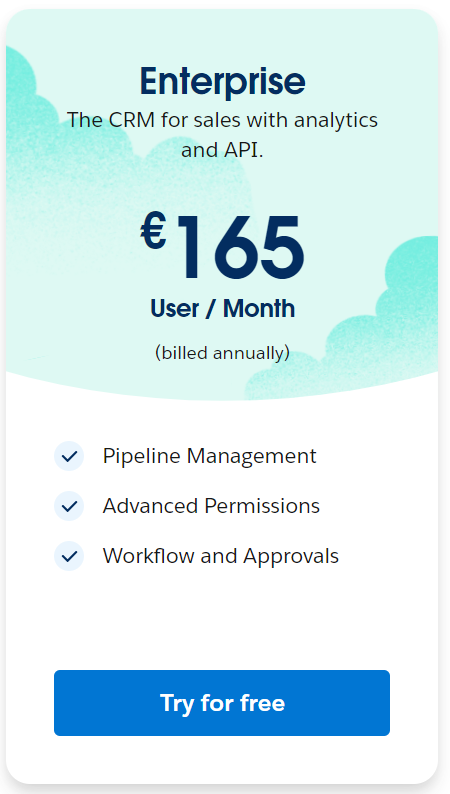 Enterprise
The CRM for sales with analytics
and API.
€165
User / Month
(billed annually)
Pipeline Management
Advanced Permissions
Workflow and Approvals
Try for free